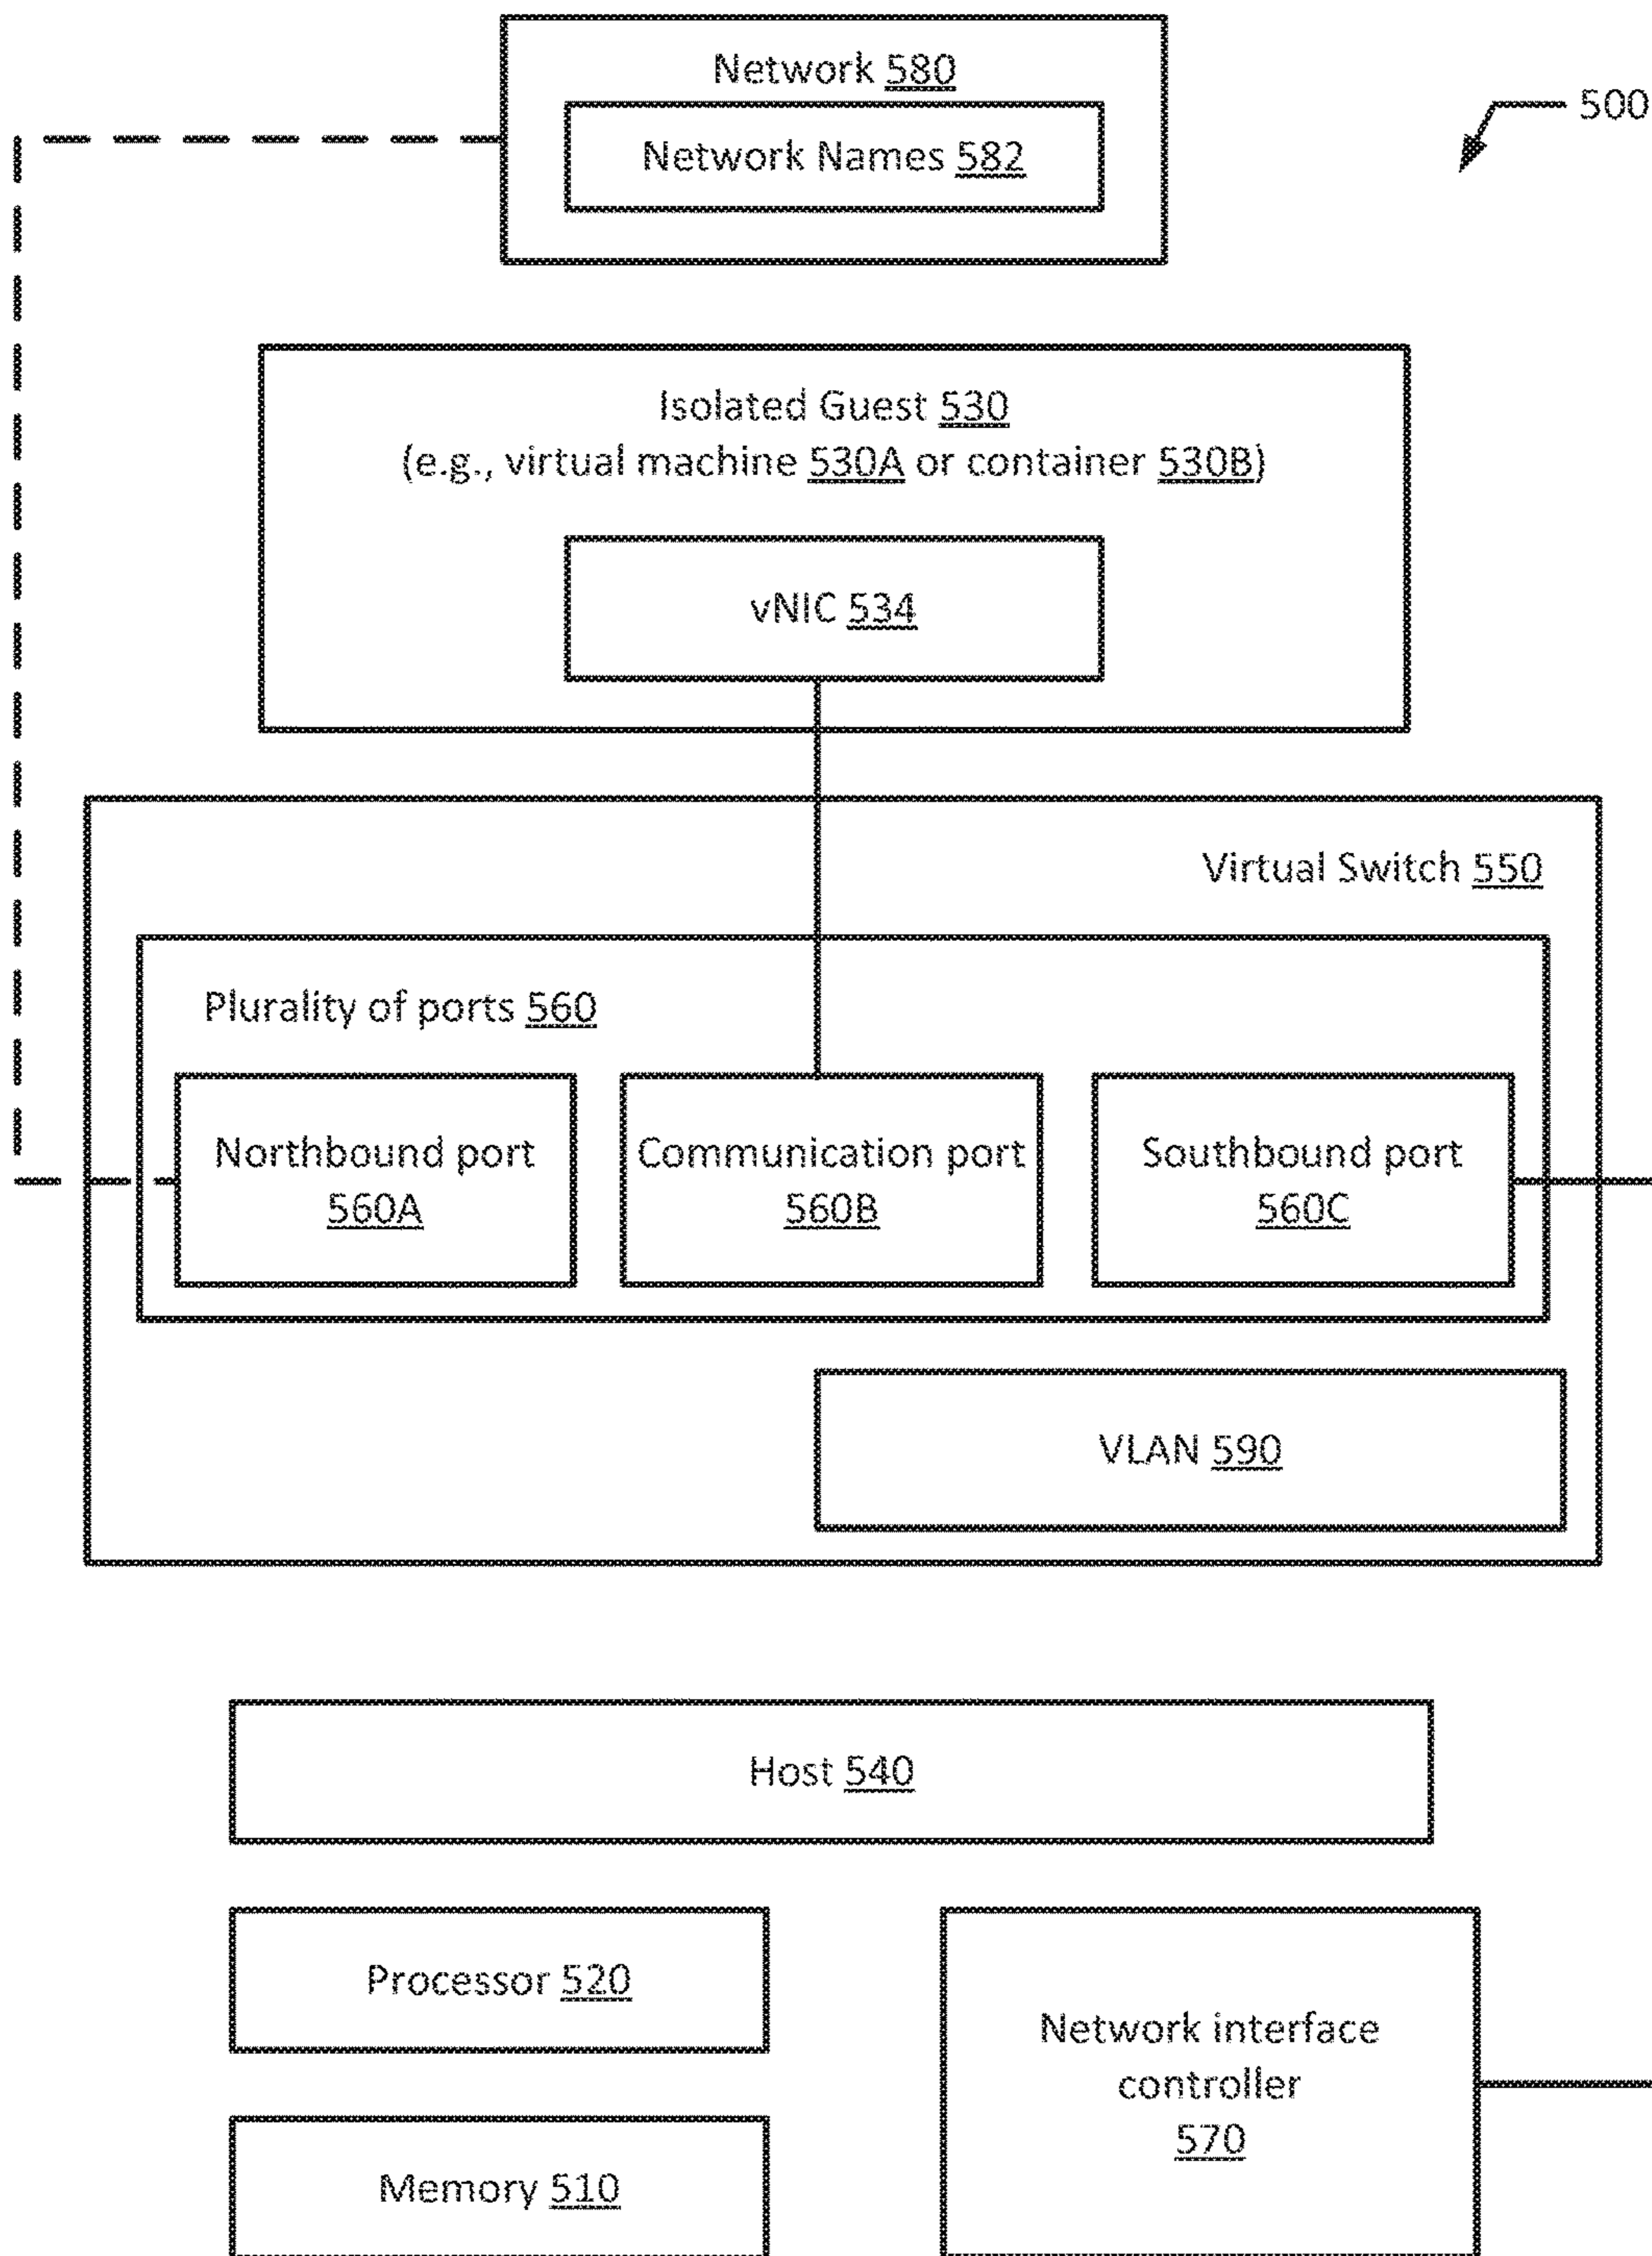 Network 580
500
Network Names 582
Isolated Guest 530
(e.g., virtual machine 530A or container 530B)
vNIC 534
Virtual Switch 550
Plurality of ports 560
Northbound port
560A
Communication port
560B
Southbound port
560C
VLAN 590
Host 540
Processor 520
Network interface
controller
570
Memory 510